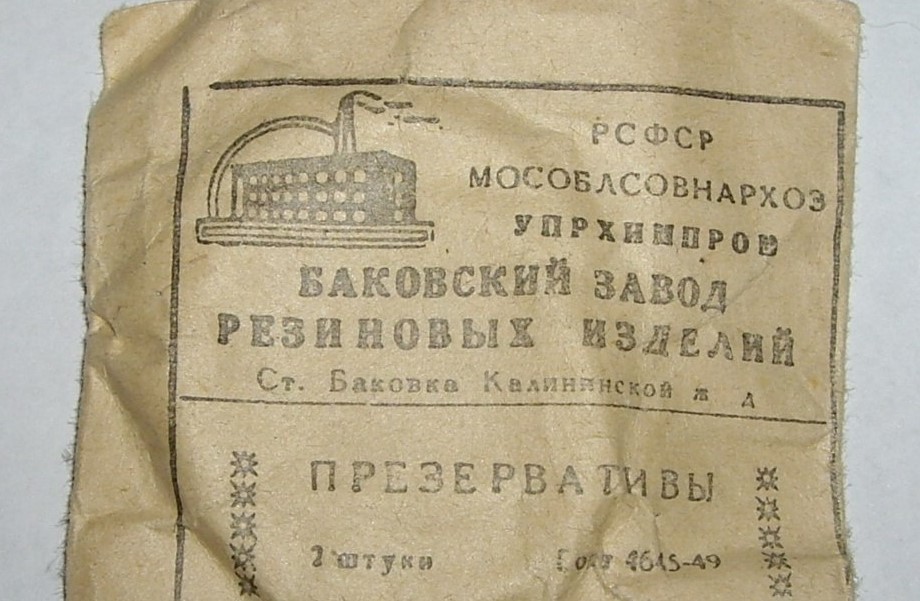 РСФСР
МОСОБЛСОВНАРХОЗ
УПРХИМПРОМ
БАКОВСКИЙ ЗАВОД
РЕЗИНОВЫХ ИЗДЕЛИЙ
Ст. Баковка Калининской ж д
ПРЕЗЕРВАТИВЫ
2 штуки Гост 4645-49